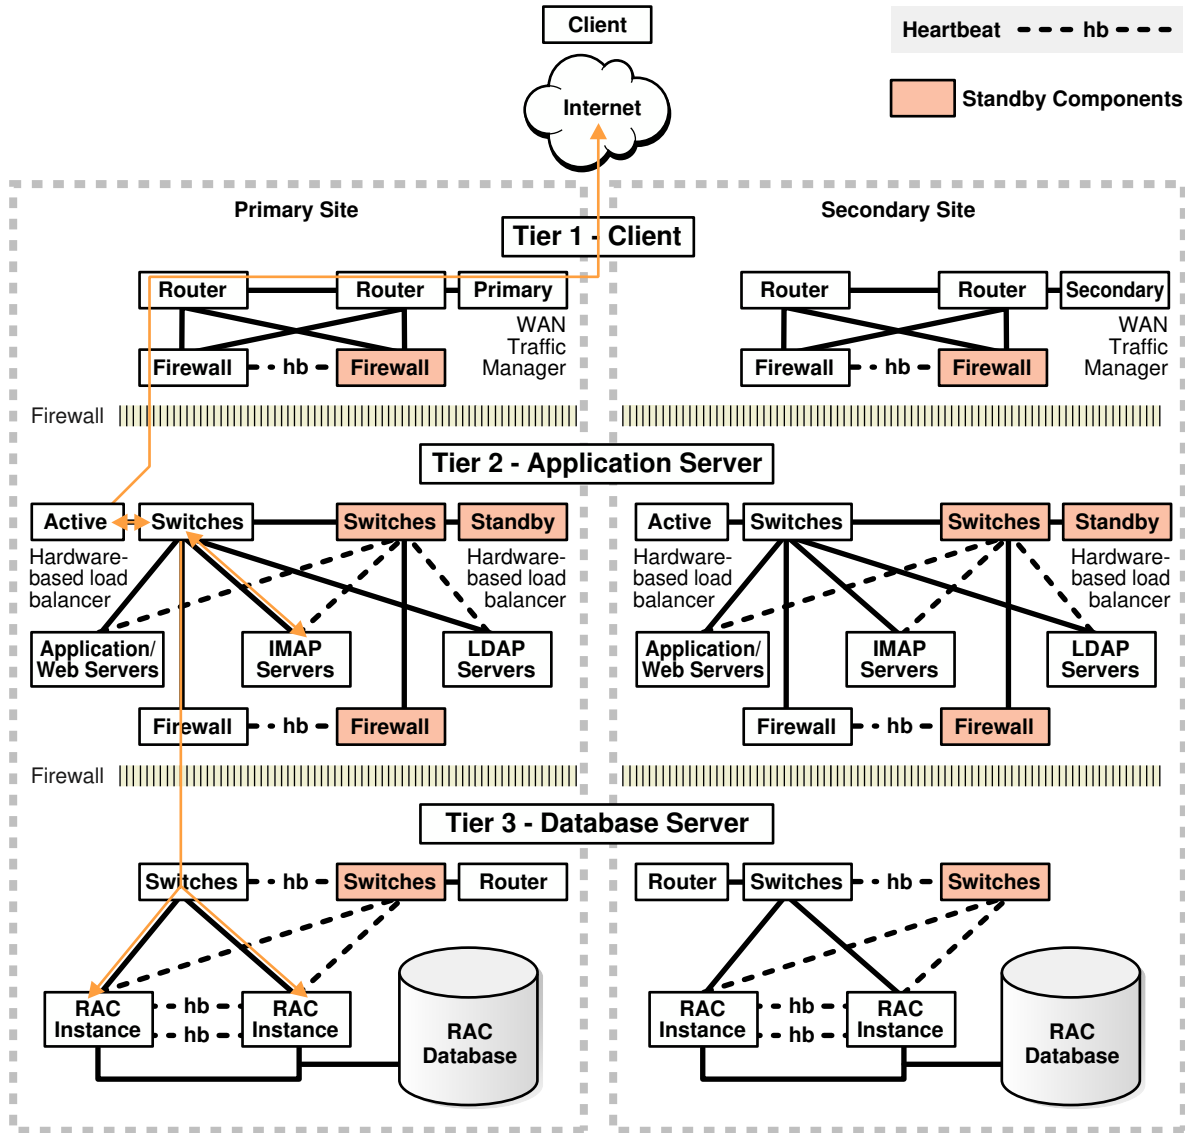 Client
Heartbeat hb
Internet
Standby Components
Primary Site
Secondary Site
Tier 1 - Client
Router Router Primary
WAN
Traffic
Manager
Firewall hb Firewall
Router Router Secondary
WAN
Traffic
Manager
Firewall hb Firewall
Firewall
Tier 2 - Application Server
Active Switches Switches Standby
Hardware-
based load
balancer
Hardware-
based load
balancer
Application/
Web Servers
IMAP
Servers
LDAP
Servers
Firewall hb Firewall
Active Switches Switches Standby
Hardware-
based load
balancer
Hardware-
based load
balancer
Application/
Web Servers
IMAP
Servers
LDAP
Servers
Firewall hb Firewall
Firewall
Tier 3 - Database Server
Switches hb Switches Router
RAC
Instance
hb
hb
RAC
Instance
RAC
Database
Router Switches hb Switches
RAC
Instance
hb
hb
RAC
Instance
RAC
Database